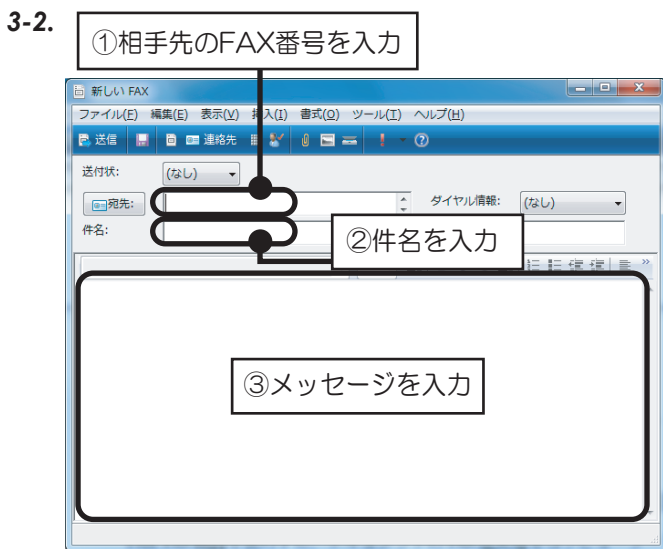 3-2.
①相手先のFAX番号を入力
新しい FAX
ファイル(F) 編集(E) 表示(V) 挿入(I) 書式(O) ツール(T) ヘルプ(H)
送信 連絡先
送付状: (なし)
宛先: ダイヤル情報: (なし)
件名:
②件名を入力
③メッセージを入力